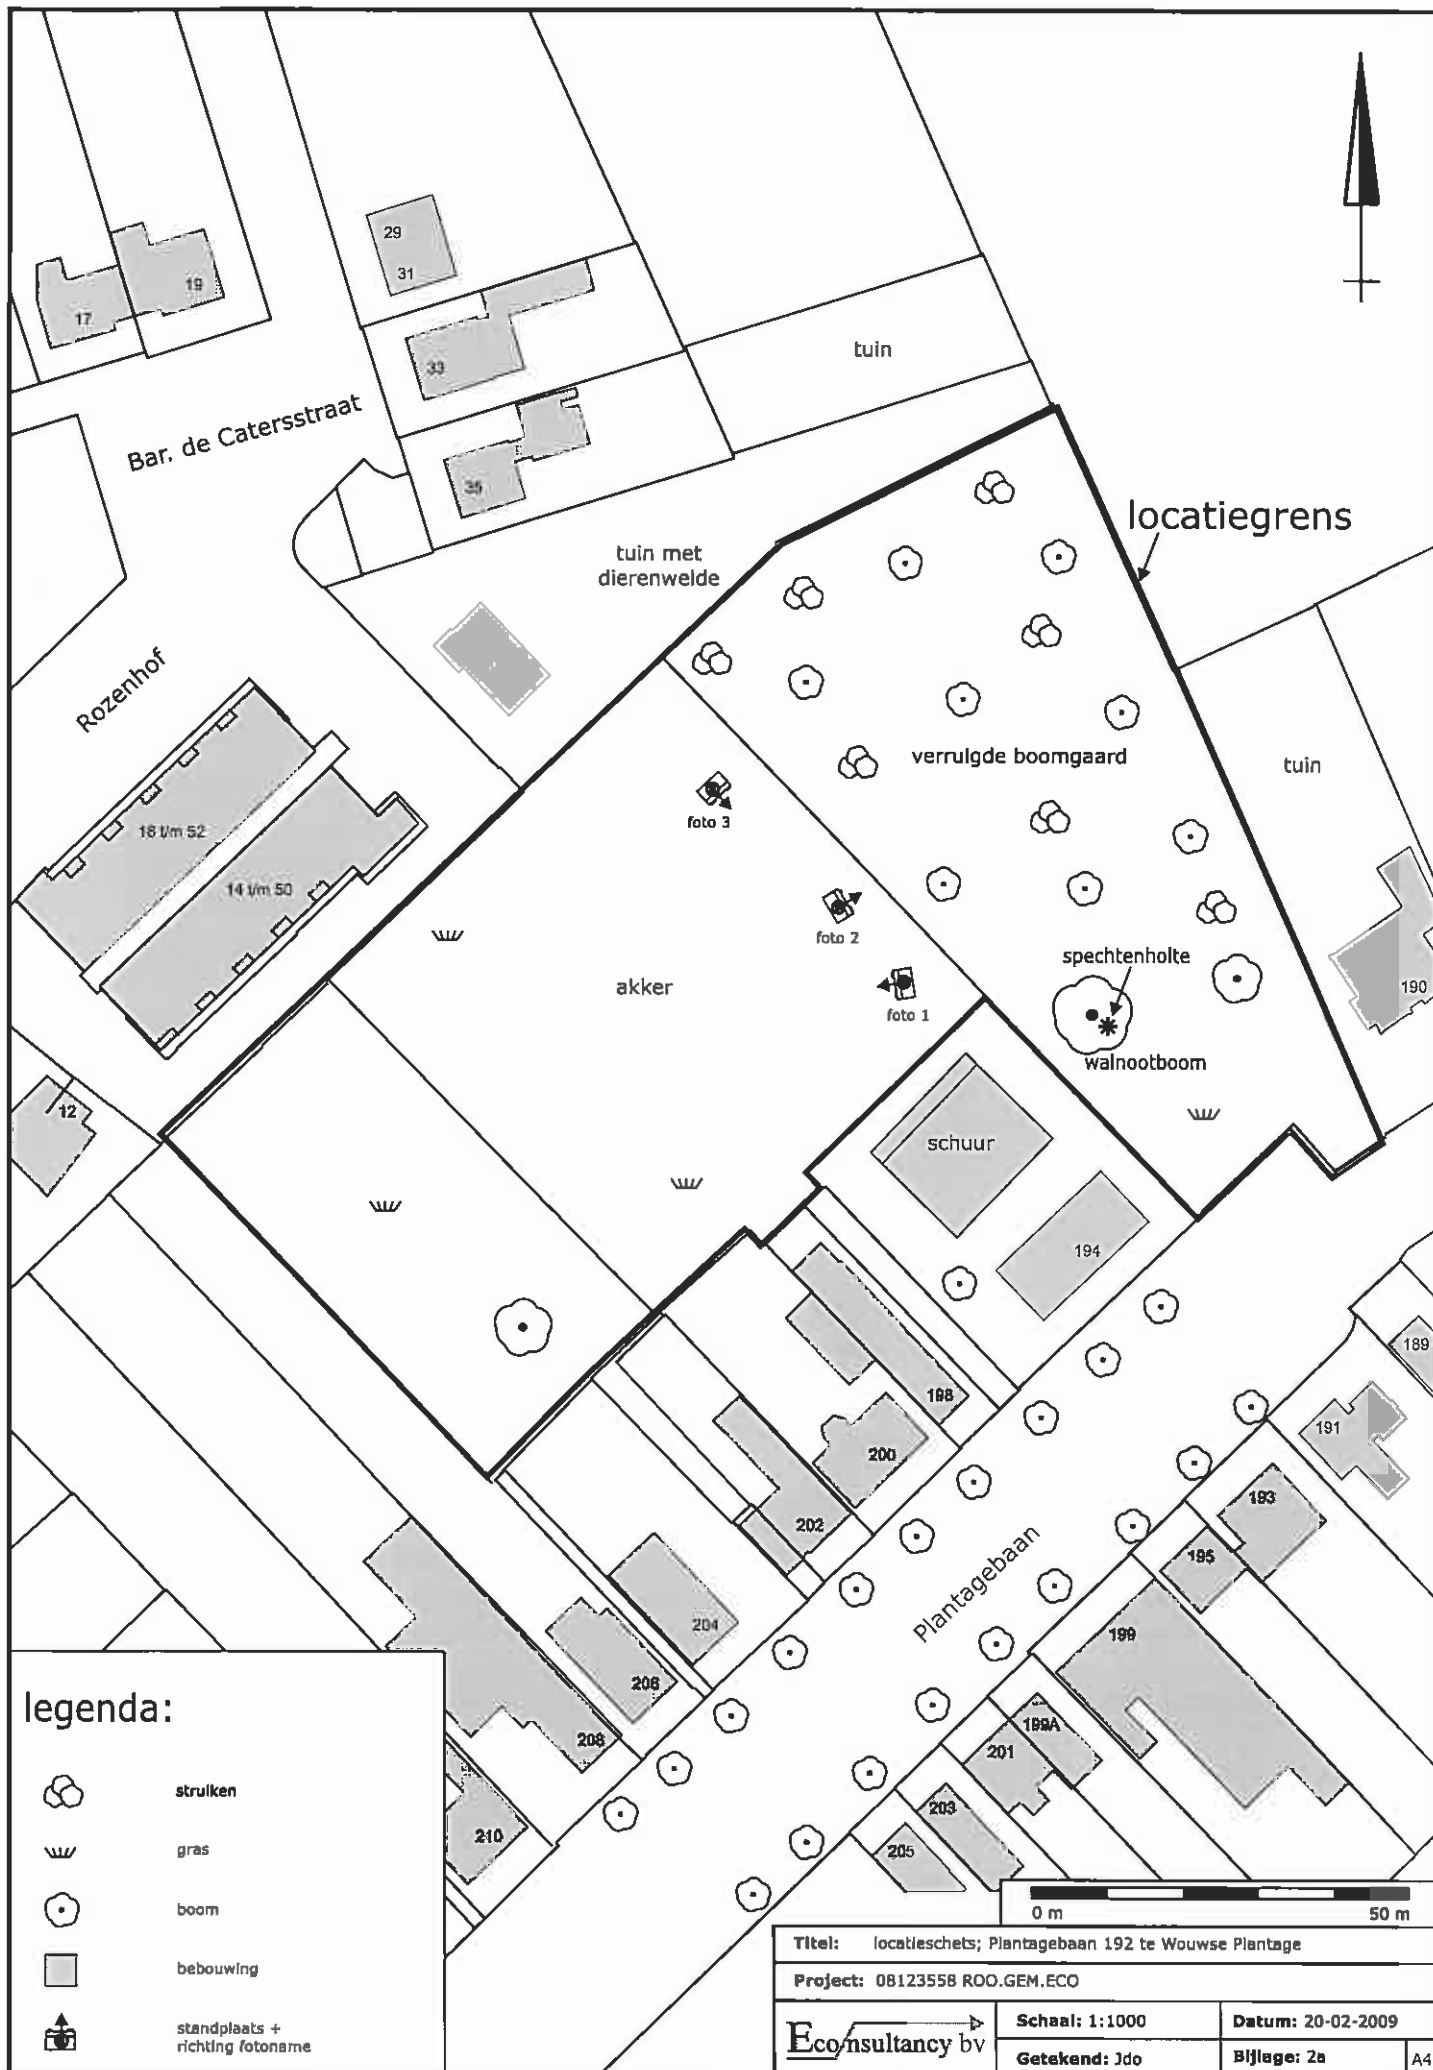 29
31
19
17
33
tuin
Bar. de Catersstraat
35
locatiegrens
tuin met
dierenweide
Rozenhof
verruigde boomgaard
tuin
foto 3
18 t/m 52
14 t/m 50
foto 2
spechtenholte
akker
190
foto 1
walnootboom
12
schuur
194
189
198
191
200
193
202
Plantagebaan
195
204
199
206
199A
208
201
203
210
205
legenda:
struiken
gras
boom
bebouwing
standplaats +
richting fotoname
0 m 50 m
Titel: locatieschets; Plantagebaan 192 te Wouwse Plantage
Project: 08123558 ROO.GEM.ECO
Econsultancy bv
Schaal: 1:1000
Datum: 20-02-2009
Getekend: Jdo
Bijlage: 2a
A4